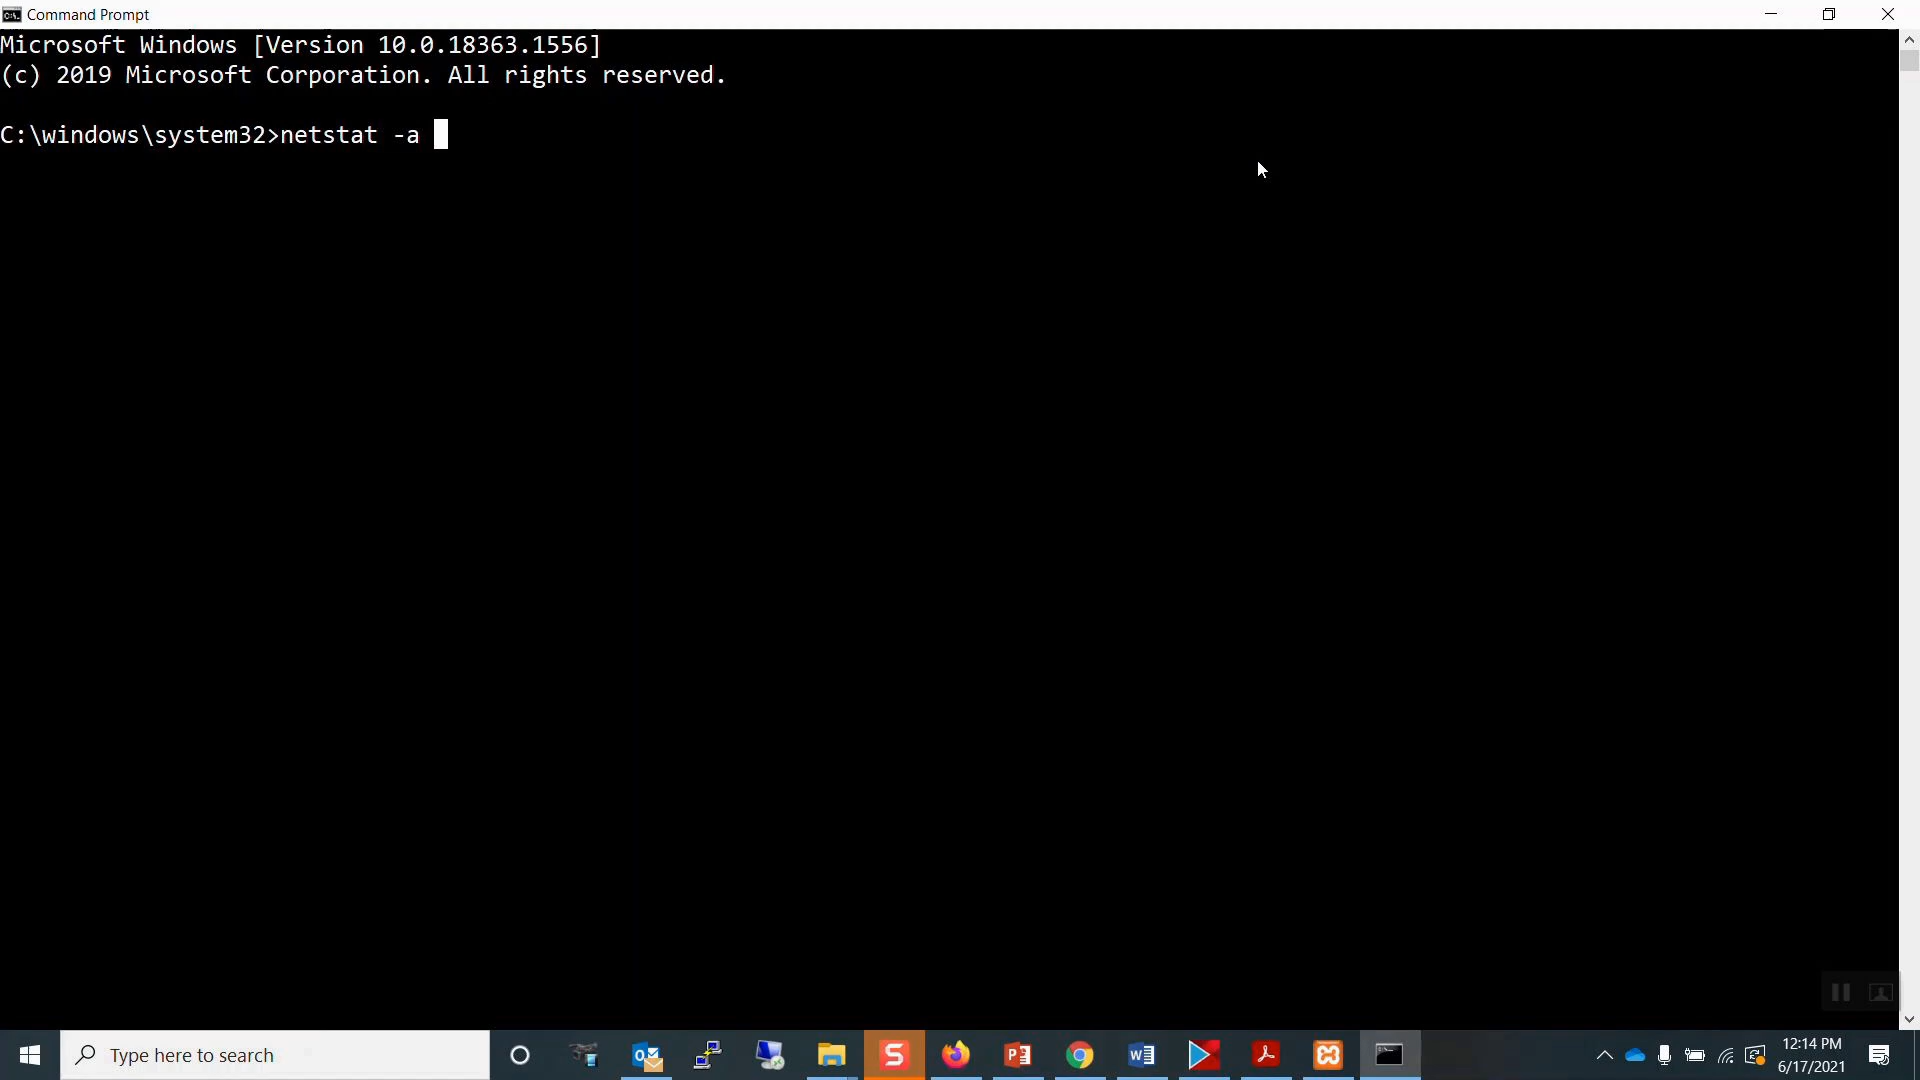 Command Prompt
Microsoft Windows [Version 10.0.18363.1556]
(c) 2019 Microsoft Corporation. All rights reserved.
C:\windows\system32>netstat -a
Type here to search
12:14 PM
6/17/2021